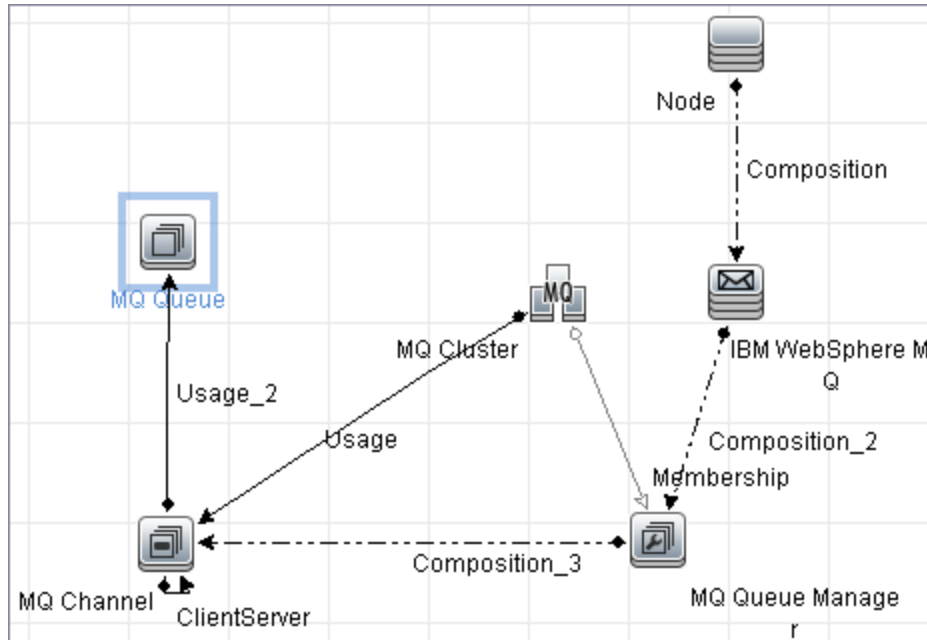 Node
Composition
MQ
MQ Queue
MQ Cluster
IBM WebSphere M
Q
Usage_2
Usage
Composition_2
Membership
Composition_3
MQ Channel
ClientServer
MQ Queue Manage
r